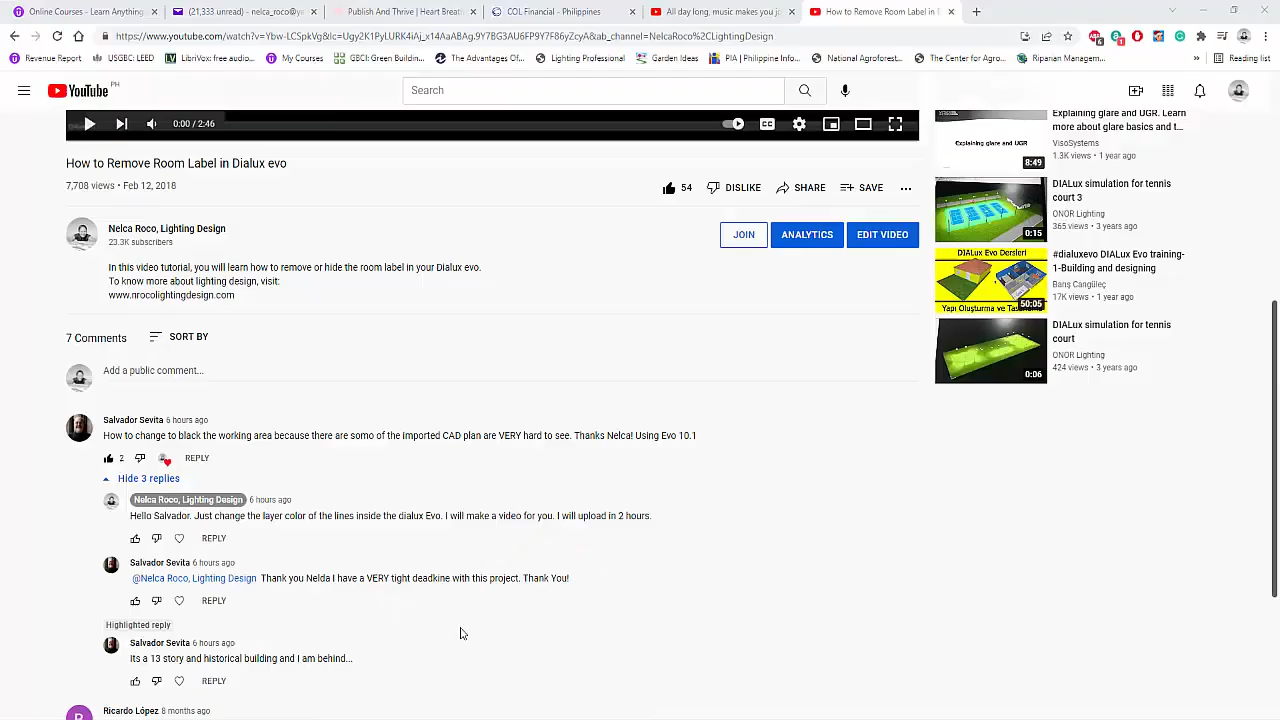 Online Courses - Learn Anything
(21,333 unread) - nelca_roco@ya
Publish And Thrive | Heart Breat
COL Financial - Philippines
All day long, music makes you jo
How to Remove Room Label in D
https://www.youtube.com/watch?v=Ybw-LCSpkVg&lc=Ugy2K1PyLURK4iAj_x14AaABAg.9Y7BG3AU6FP9Y7F86yZcyA&ab_channel=NelcaRoco%2CLightingDesign
Revenue Report
USGBC: LEED
LibriVox: free audio...
My Courses
GBCI: Green Buildin...
The Advantages Of...
Lighting Professional
Garden Ideas
PIA | Philippine Info...
National Agroforest...
The Center for Agro...
Riparian Managem...
»
Reading list
YouTube PH
Search
0:00 / 2:46
CC
How to Remove Room Label in Dialux evo
7,708 views • Feb 12, 2018
54
DISLIKE
SHARE
SAVE
...
Nelca Roco, Lighting Design
23.3K subscribers
JOIN
ANALYTICS
EDIT VIDEO
In this video tutorial, you will learn how to remove or hide the room label in your Dialux evo.
To know more about lighting design, visit:
www.nrocolightingdesign.com
7 Comments
SORT BY
Add a public comment...
Salvador Sevita 6 hours ago
How to change to black the working area because there are somo of the imported CAD plan are VERY hard to see. Thanks Nelca! Using Evo 10.1
2
REPLY
Hide 3 replies
Nelca Roco, Lighting Design 6 hours ago
Hello Salvador. Just change the layer color of the lines inside the dialux Evo. I will make a video for you. I will upload in 2 hours.
REPLY
Salvador Sevita 6 hours ago
@Nelca Roco, Lighting Design Thank you Nelda I have a VERY tight deadkine with this project. Thank You!
REPLY
Highlighted reply
Salvador Sevita 6 hours ago
Its a 13 story and historical building and I am behind...
REPLY
R
Ricardo López 8 months ago
Explaining glare and UGR
8:49
Explaining glare and UGR. Learn
more about glare basics and t...
VisoSystems
1.3K views • 1 year ago
0:15
DIALux simulation for tennis
court 3
ONOR Lighting
365 views • 3 years ago
DIALux Evo Dersleri
Yapı Oluşturma ve Tasarlama
50:05
#dialuxevo DIALux Evo training-
1-Building and designing
Barış Cangüleç
17K views • 1 year ago
0:06
DIALux simulation for tennis
court
ONOR Lighting
424 views • 3 years ago